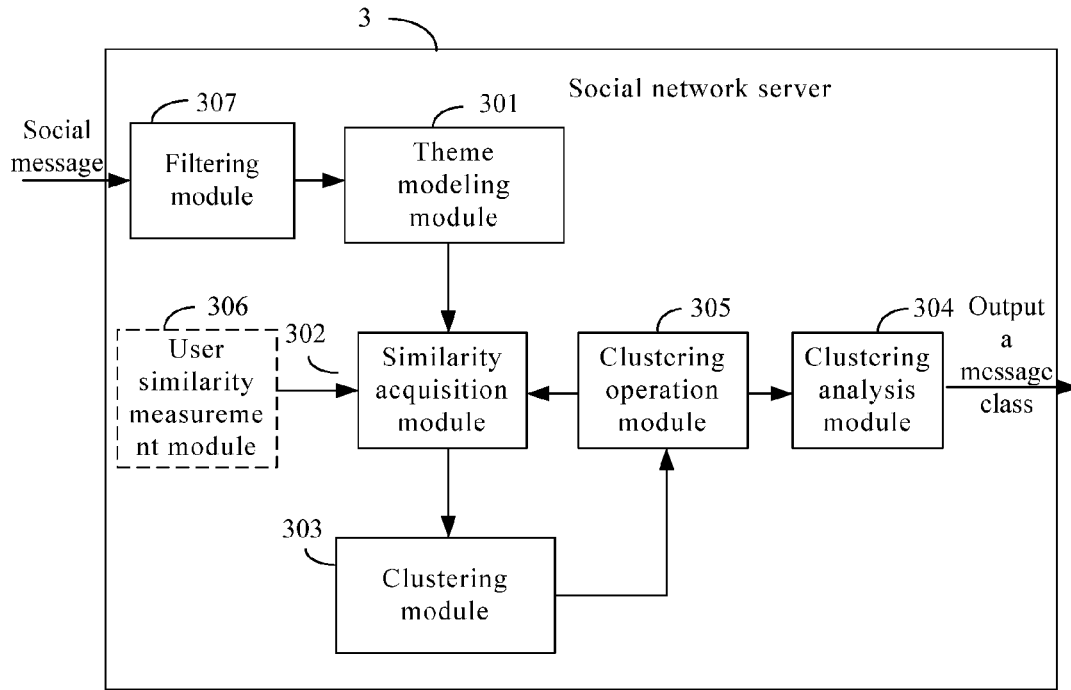 3
Social network server
307
301
Social
message
Filtering
module
Theme
modeling
module
306
302
305
304
Output
a
message
class
User
similarity
measureme
nt module
Similarity
acquisition
module
Clustering
operation
module
Clustering
analysis
module
303
Clustering
module